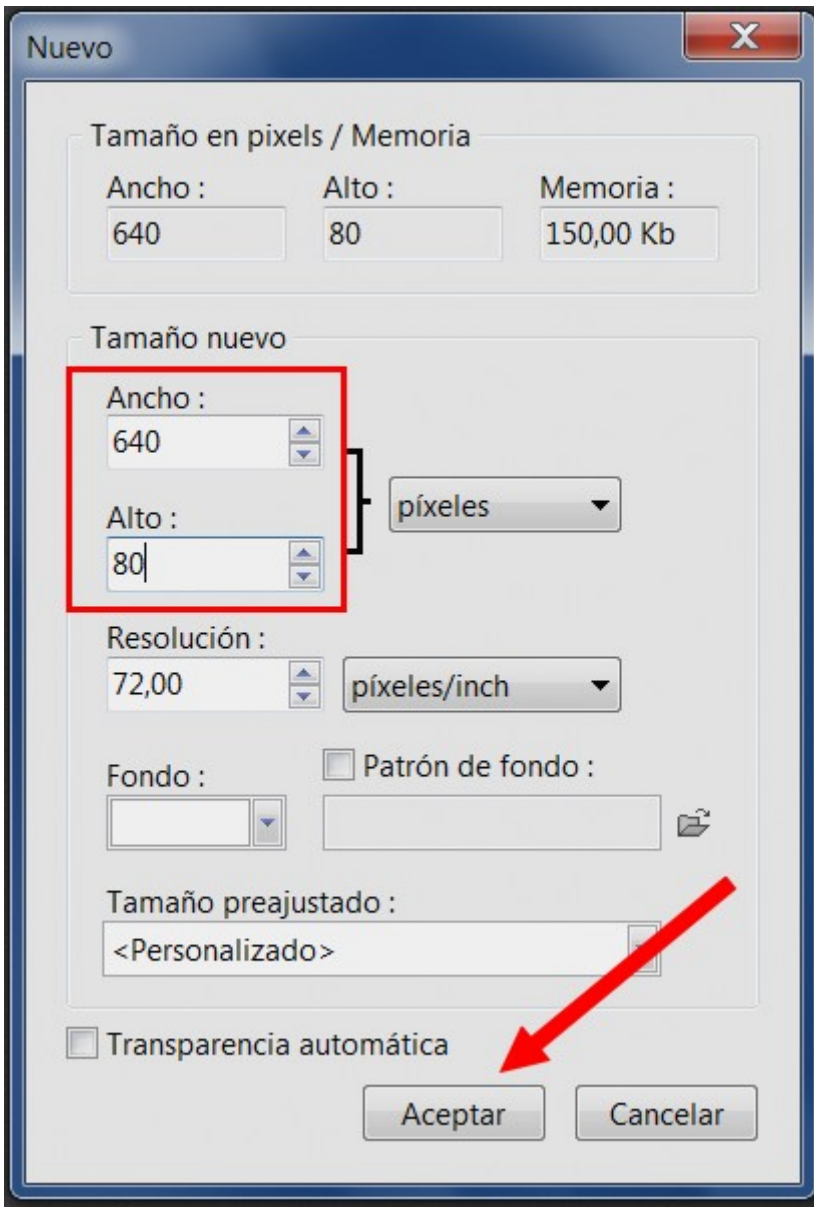 Nuevo
Tamaño en pixels / Memoria
Ancho : Alto : Memoria :
640 80 150,00 Kb
Tamaño nuevo
Ancho :
640
píxeles
Alto :
80
Resolución :
72,00 píxeles/inch
Fondo : Patrón de fondo :
Tamaño preajustado :
<Personalizado>
Transparencia automática
Aceptar Cancelar